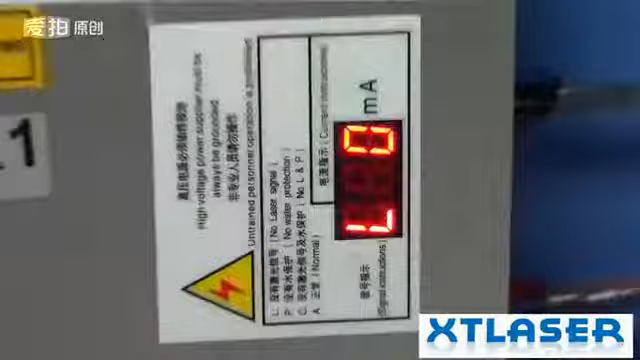 爱拍原创
1
高压电源必须始终接地
High voltage power supplier must be
always be grounded
非专业人员请勿操作
Untrained personnel operation is prohibited
L: 没有激光信号 (No Laser signal)
P: 没有水保护 (No water protection)
C: 没有激光信号及水保护 (No L & P)
A: 正常 (Normal)
电流指示 (Current instructions)
mA
L 0
信号指示
(Signal instructions)
XTLASER